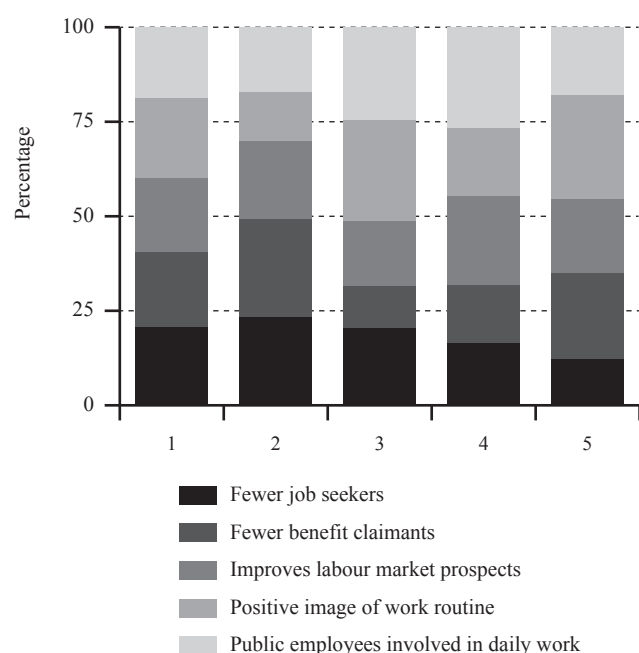 100
75
50
25
0
Percentage
1 2 3 4 5
Fewer job seekers
Fewer benefit claimants
Improves labour market prospects
Positive image of work routine
Public employees involved in daily work